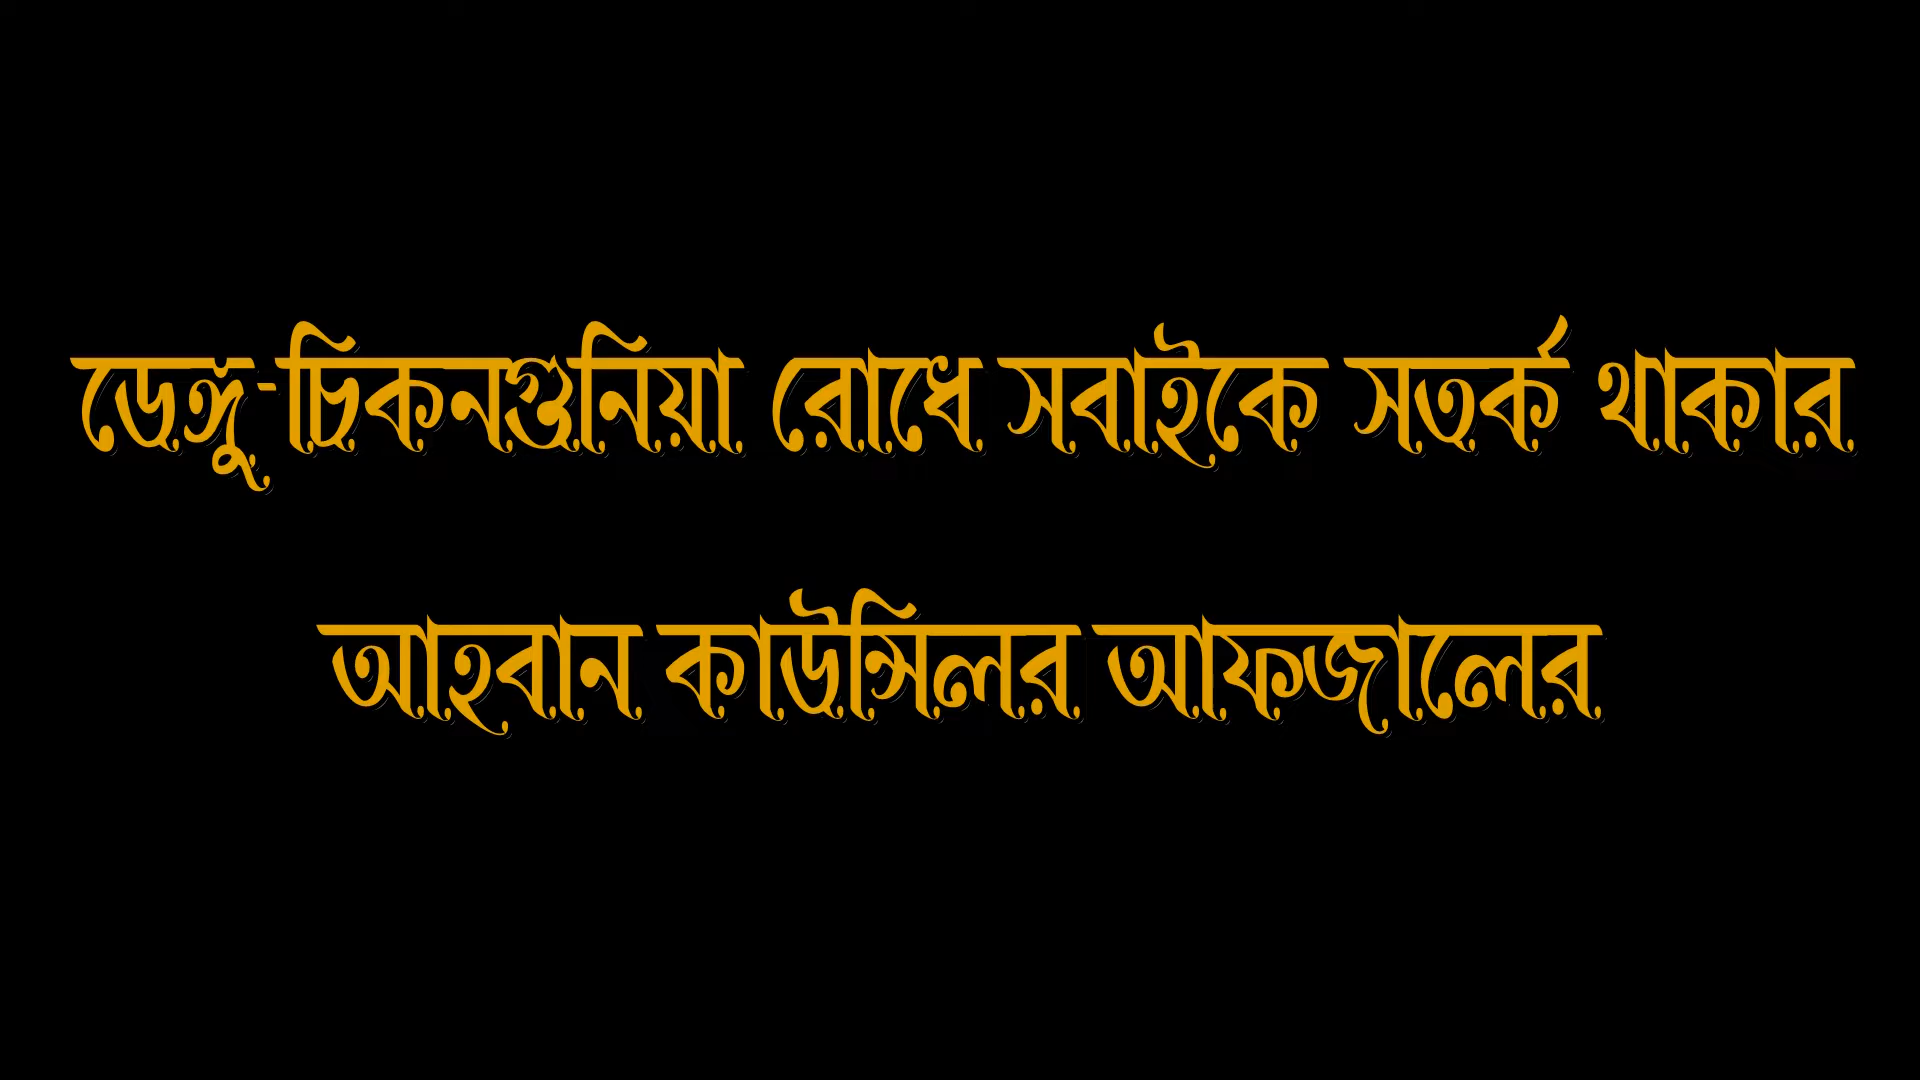 ডেঙ্গু-চিকনগুনিয়া রোধে সবাইকে সতর্ক থাকার
আহবান কাউন্সিলর আফজালের